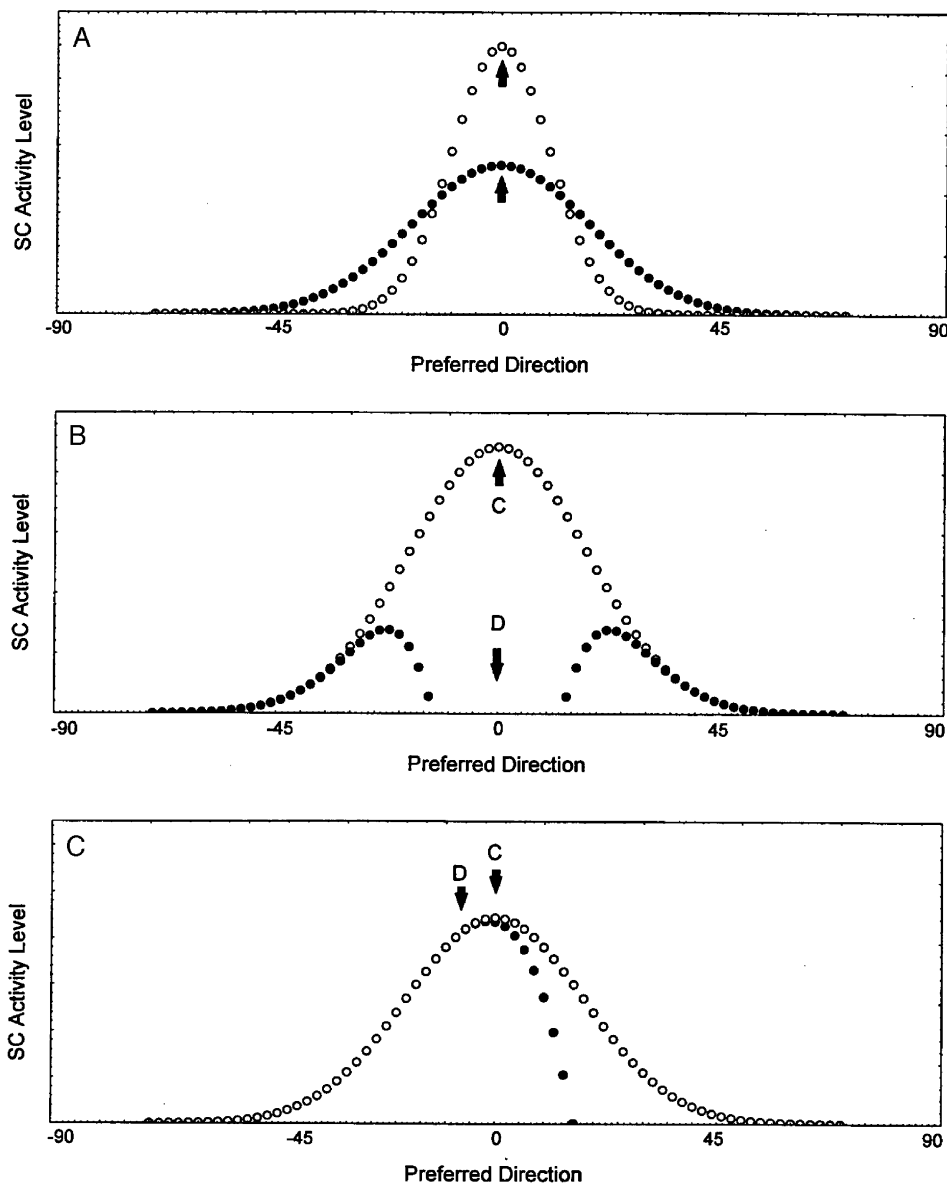 A
SC Activity Level
-90 -45 0 45 90
Preferred Direction
B
C
D
SC Activity Level
-90 -45 0 45 90
Preferred Direction
C
D C
SC Activity Level
-90 -45 0 45 90
Preferred Direction